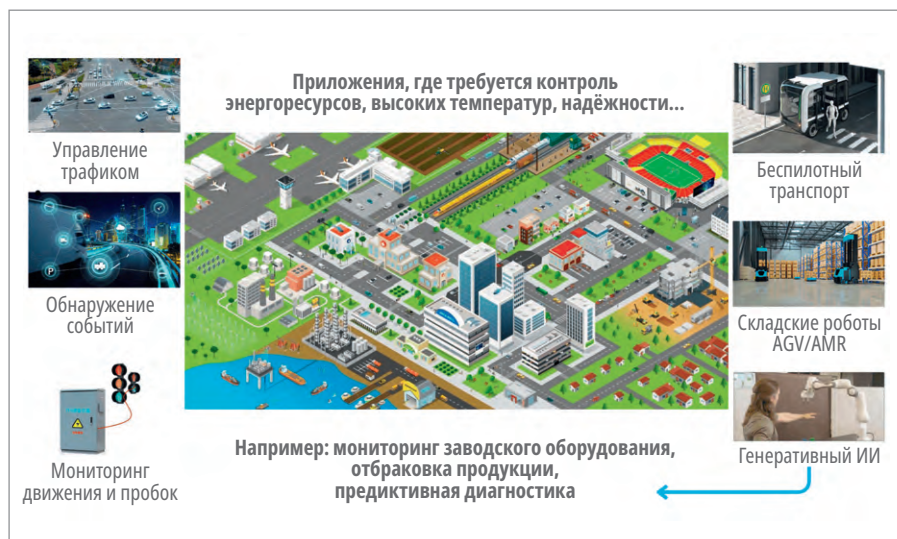 Приложения, где требуется контроль
энергоресурсов, высоких температур, надёжности...
Управление
трафиком
Обнаружение
событий
Мониторинг
движения и пробок
Беспилотный
транспорт
Складские роботы
AGV/AMR
Генеративный ИИ
Например: мониторинг заводского оборудования,
отбраковка продукции,
предиктивная диагностика